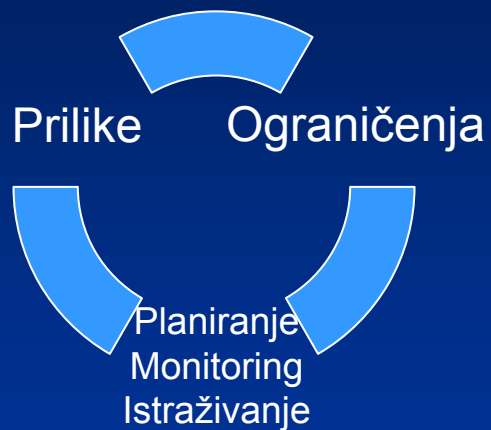 Prilike
Ograničenja
Planiranje
Monitoring
Istraživanje